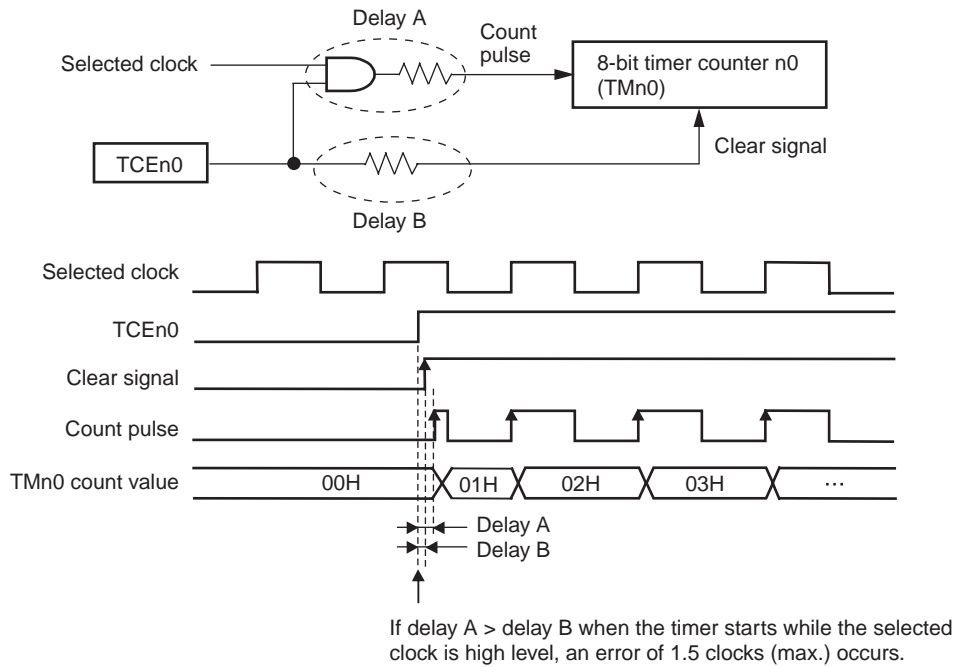 Delay A
Count
pulse
Selected clock
8-bit timer counter n0
(TMn0)
Clear signal
TCEn0
Delay B
Selected clock
TCEn0
Clear signal
Count pulse
TMn0 count value
00H
01H
02H
03H
...
Delay A
Delay B
If delay A > delay B when the timer starts while the selected
clock is high level, an error of 1.5 clocks (max.) occurs.